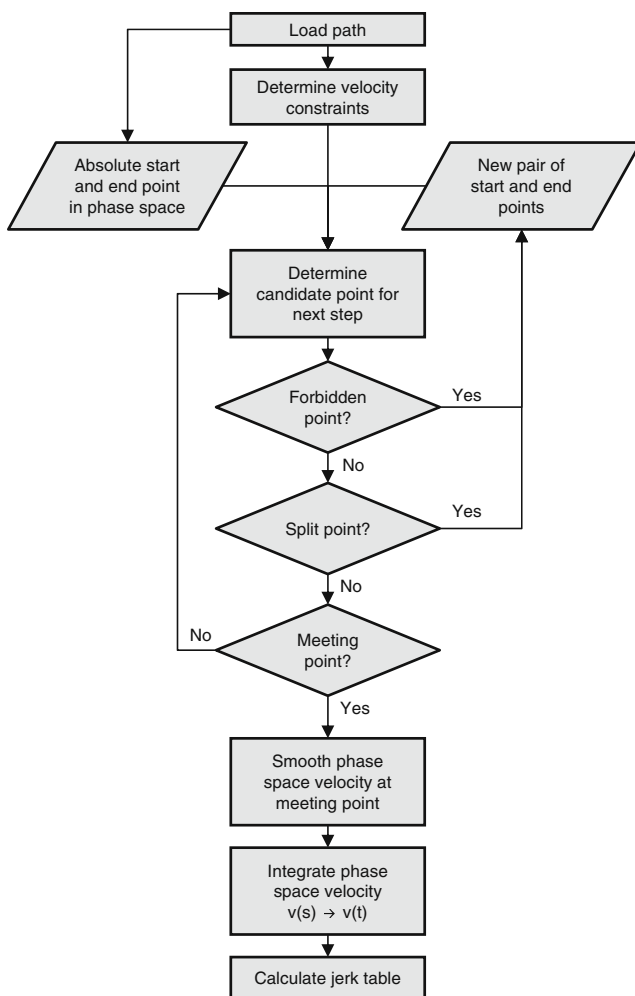 Load path
Determine velocity
constraints
Absolute start
and end point
in phase space
New pair of
start and end
points
Determine
candidate point for
next step
Forbidden
point?
Yes
No
Split point?
Yes
No
Meeting
point?
No
Yes
Smooth phase
space velocity at
meeting point
Integrate phase
space velocity
v(s) → v(t)
Calculate jerk table